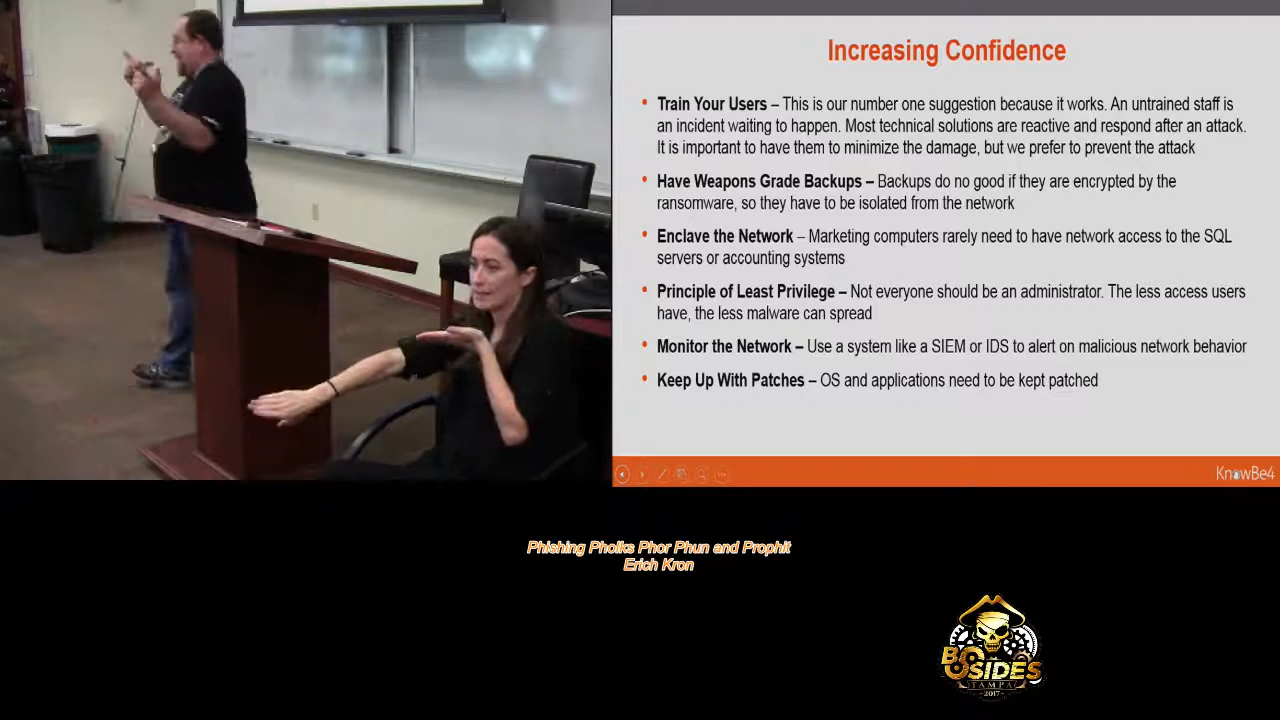 Increasing Confidence
• Train Your Users – This is our number one suggestion because it works. An untrained staff is
an incident waiting to happen. Most technical solutions are reactive and respond after an attack.
It is important to have them to minimize the damage, but we prefer to prevent the attack
• Have Weapons Grade Backups – Backups do no good if they are encrypted by the
ransomware, so they have to be isolated from the network
• Enclave the Network – Marketing computers rarely need to have network access to the SQL
servers or accounting systems
• Principle of Least Privilege – Not everyone should be an administrator. The less access users
have, the less malware can spread
• Monitor the Network – Use a system like a SIEM or IDS to alert on malicious network behavior
• Keep Up With Patches – OS and applications need to be kept patched
KnowBe4
Phishing Pholks Phor Phun and Prophit
Erich Kron
BSIDES
TAMPA
-2017-